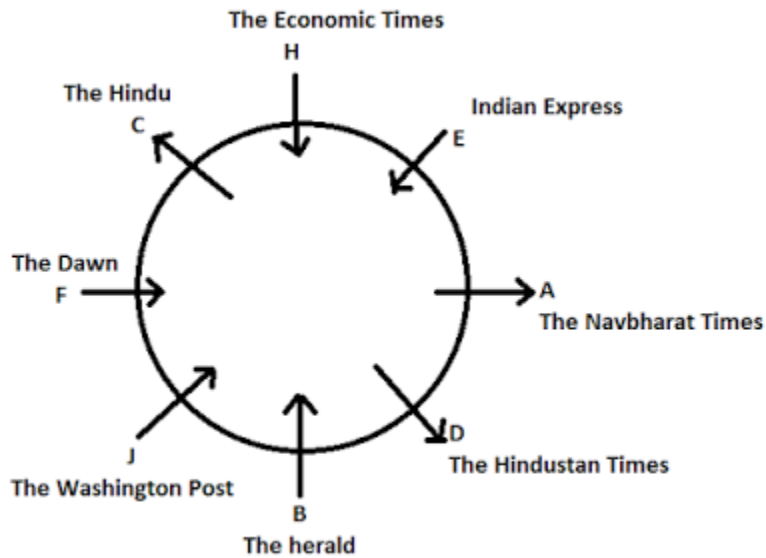 The Economic Times
H
The Hindu
C
Indian Express
E
The Dawn
F
A
The Navbharat Times
D
The Hindustan Times
J
The Washington Post
B
The herald